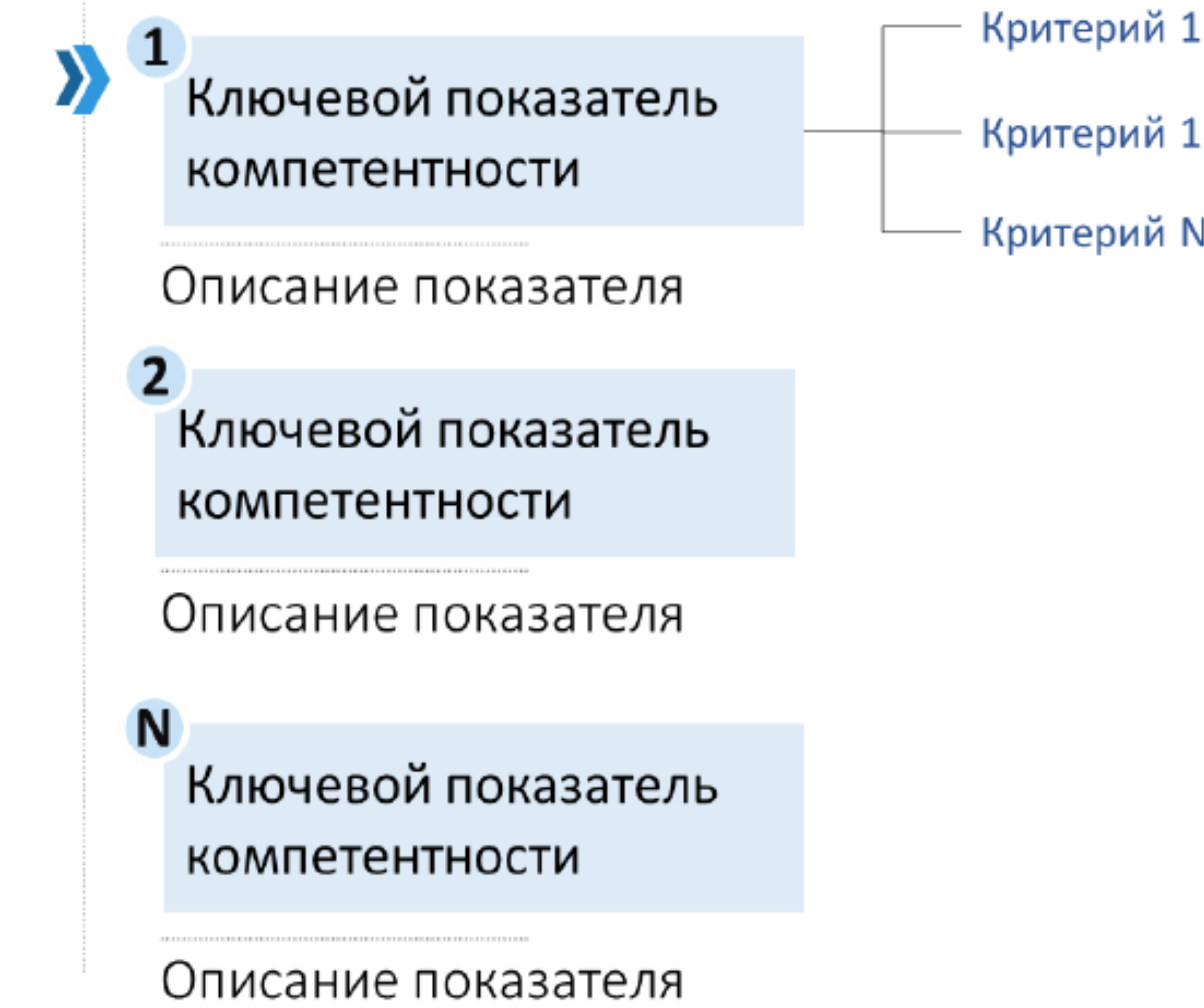 1
Ключевой показатель
компетентности
Критерий 1
Критерий 1
Критерий N
Описание показателя
2
Ключевой показатель
компетентности
Описание показателя
N
Ключевой показатель
компетентности
Описание показателя